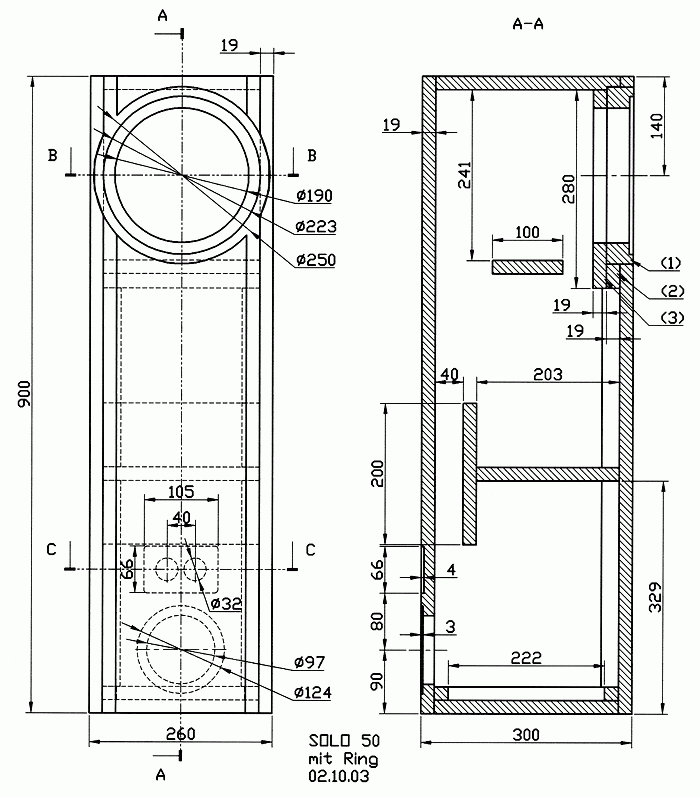 A
A-A
19
140
19
B
B
241
280
Ø190
100
Ø223
Ø250
(1)
(2)
19
(3)
19
40
203
900
200
105
40
C
C
66
66
4
Ø32
329
80
3
222
Ø97
90
Ø124
260
300
SOLO 50
mit Ring
02.10.03
A